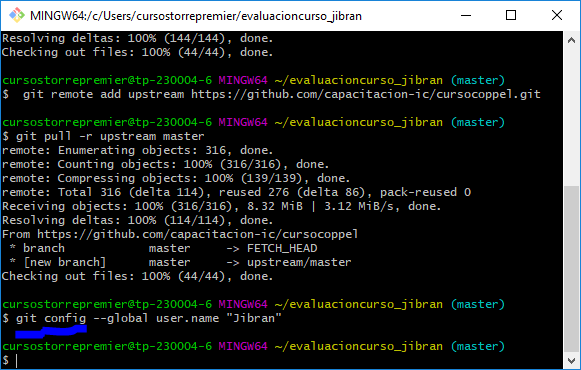 MINGW64:/c/Users/cursostorrepremier/evaluacioncurso_jibran
Resolving deltas: 100% (144/144), done.
Checking out files: 100% (44/44), done.
cursostorrepremier@tp-230004-6 MINGW64 ~/evaluacioncurso_jibran (master)
$  git remote add upstream https://github.com/capacitacion-ic/cursocoppel.git
cursostorrepremier@tp-230004-6 MINGW64 ~/evaluacioncurso_jibran (master)
$ git pull -r upstream master
remote: Enumerating objects: 316, done.
remote: Counting objects: 100% (316/316), done.
remote: Compressing objects: 100% (139/139), done.
remote: Total 316 (delta 114), reused 276 (delta 86), pack-reused 0
Receiving objects: 100% (316/316), 8.32 MiB | 3.12 MiB/s, done.
Resolving deltas: 100% (114/114), done.
From https://github.com/capacitacion-ic/cursocoppel
 * branch            master     -> FETCH_HEAD
 * [new branch]      master     -> upstream/master
Checking out files: 100% (44/44), done.
cursostorrepremier@tp-230004-6 MINGW64 ~/evaluacioncurso_jibran (master)
$ git config --global user.name "Jibran"
cursostorrepremier@tp-230004-6 MINGW64 ~/evaluacioncurso_jibran (master)
$